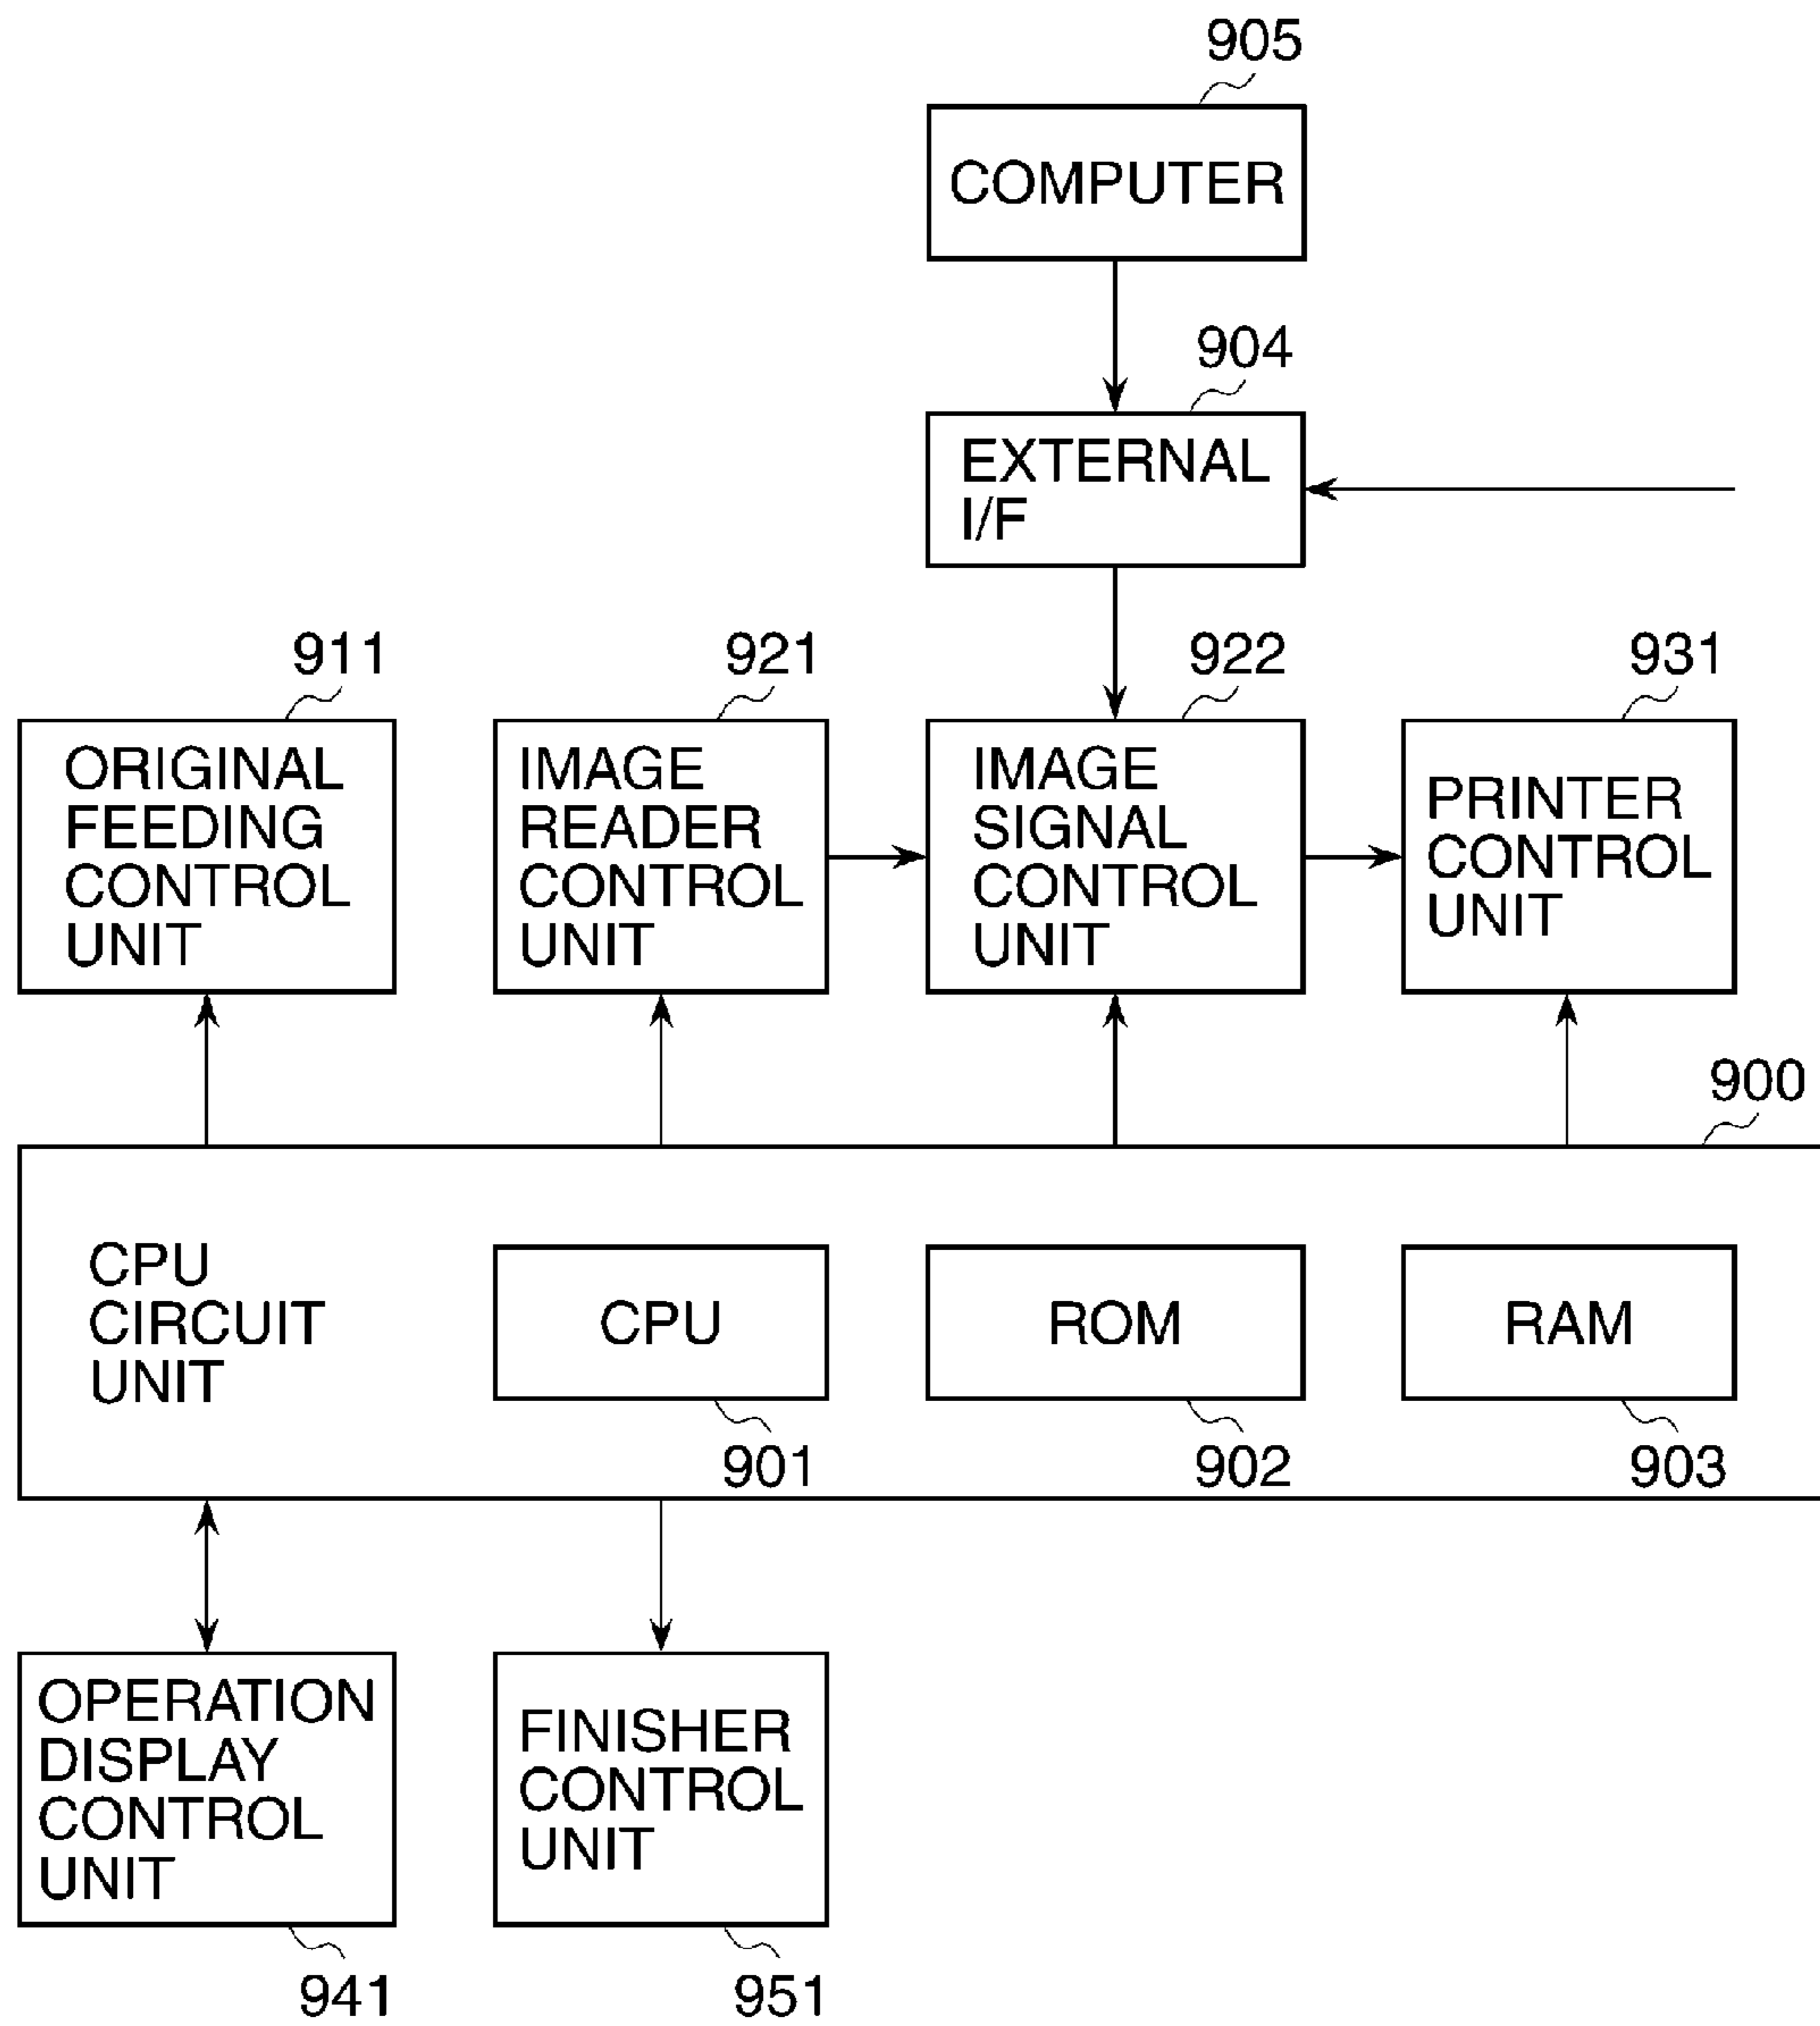 905
COMPUTER
904
EXTERNAL
I/F
911
ORIGINAL
FEEDING
CONTROL
UNIT
921
IMAGE
READER
CONTROL
UNIT
922
IMAGE
SIGNAL
CONTROL
UNIT
931
PRINTER
CONTROL
UNIT
900
CPU
CIRCUIT
UNIT
CPU
901
ROM
902
RAM
903
OPERATION
DISPLAY
CONTROL
UNIT
941
FINISHER
CONTROL
UNIT
951